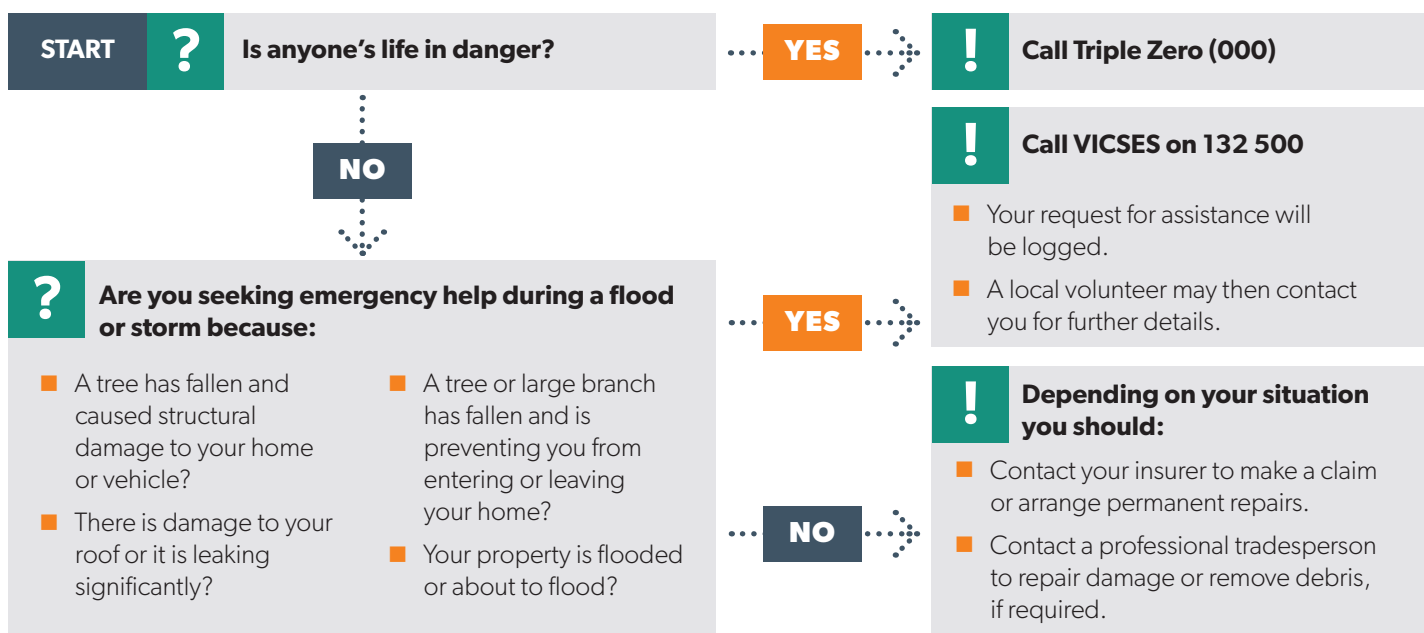 START
?
Is anyone’s life in danger?
YES
!
Call Triple Zero (000)
NO
?
Are you seeking emergency help during a flood
or storm because:
■ A tree has fallen and
caused structural
damage to your home
or vehicle?
■ There is damage to your
roof or it is leaking
significantly?
■ A tree or large branch
has fallen and is
preventing you from
entering or leaving
your home?
■ Your property is flooded
or about to flood?
YES
!
Call VICSES on 132 500
■ Your request for assistance will
be logged.
■ A local volunteer may then contact
you for further details.
NO
!
Depending on your situation
you should:
■ Contact your insurer to make a claim
or arrange permanent repairs.
■ Contact a professional tradesperson
to repair damage or remove debris,
if required.